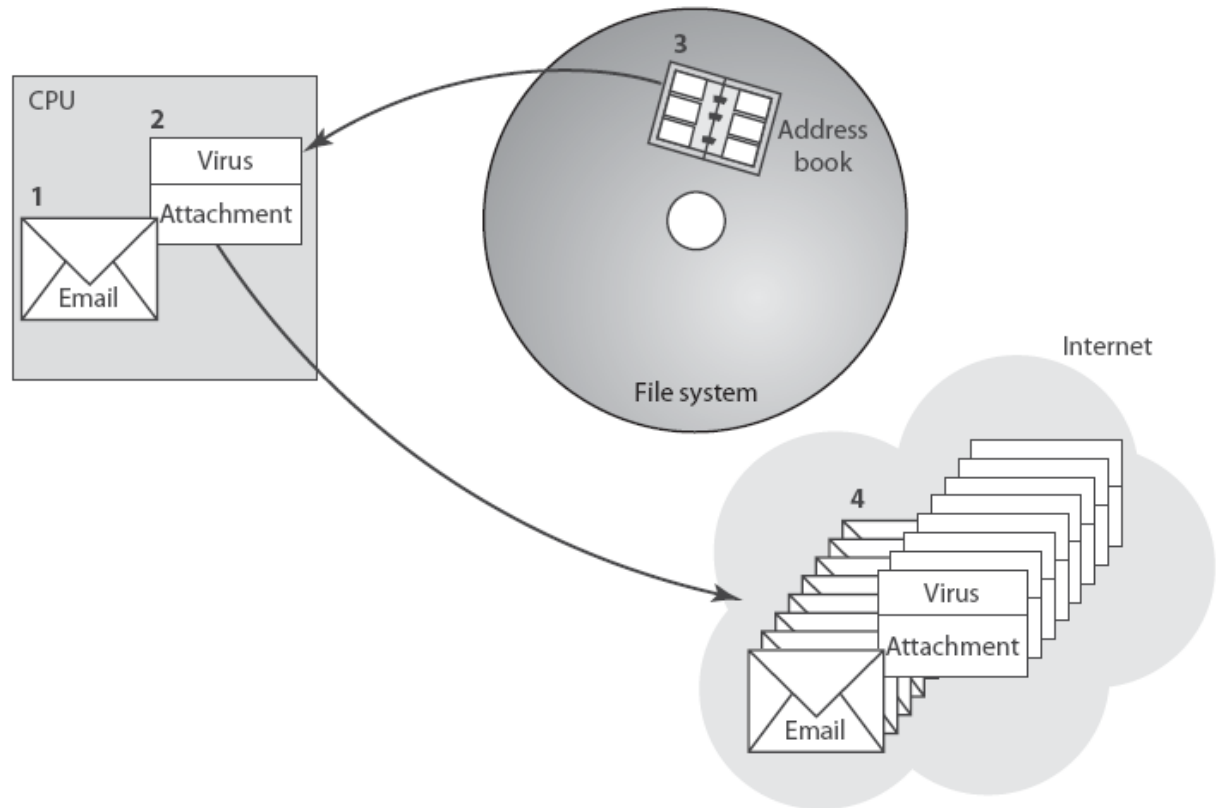 CPU
1
Email
2
Virus
Attachment
3
Address
book
File system
Internet
4
Virus
Attachment
Email